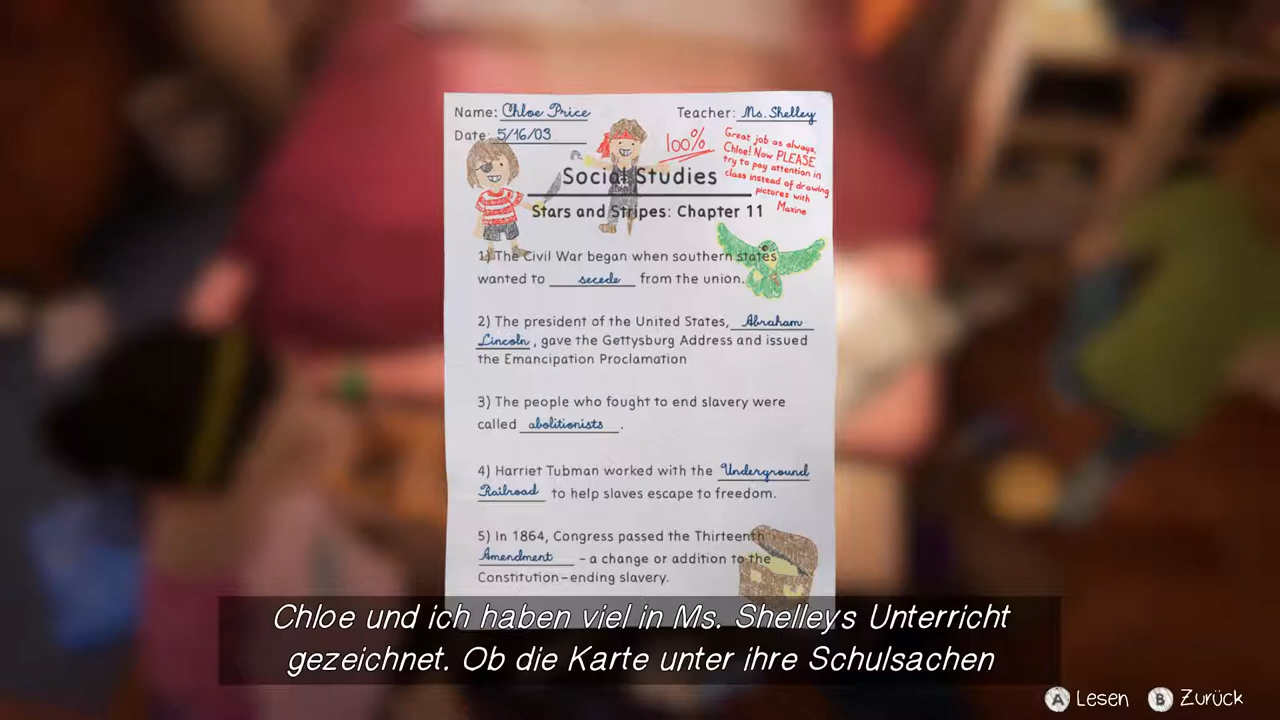 Name: Chloe Price
Teacher: Ms. Shelley
Date: 5/16/03
100%
Great job as always,
Chloe! Now PLEASE
try to pay attention in
class instead of drawing
pictures with
Maxine
Social Studies
Stars and Stripes: Chapter 11
1) The Civil War began when southern states
wanted to secede from the union.
2) The president of the United States, Abraham
Lincoln, gave the Gettysburg Address and issued
the Emancipation Proclamation
3) The people who fought to end slavery were
called abolitionists.
4) Harriet Tubman worked with the Underground
Railroad to help slaves escape to freedom.
5) In 1864, Congress passed the Thirteenth
Amendment - a change or addition to the
Constitution-ending slavery.
Chloe und ich haben viel in Ms. Shelleys Unterricht
gezeichnet. Ob die Karte unter ihre Schulsachen
A Lesen B Zurück